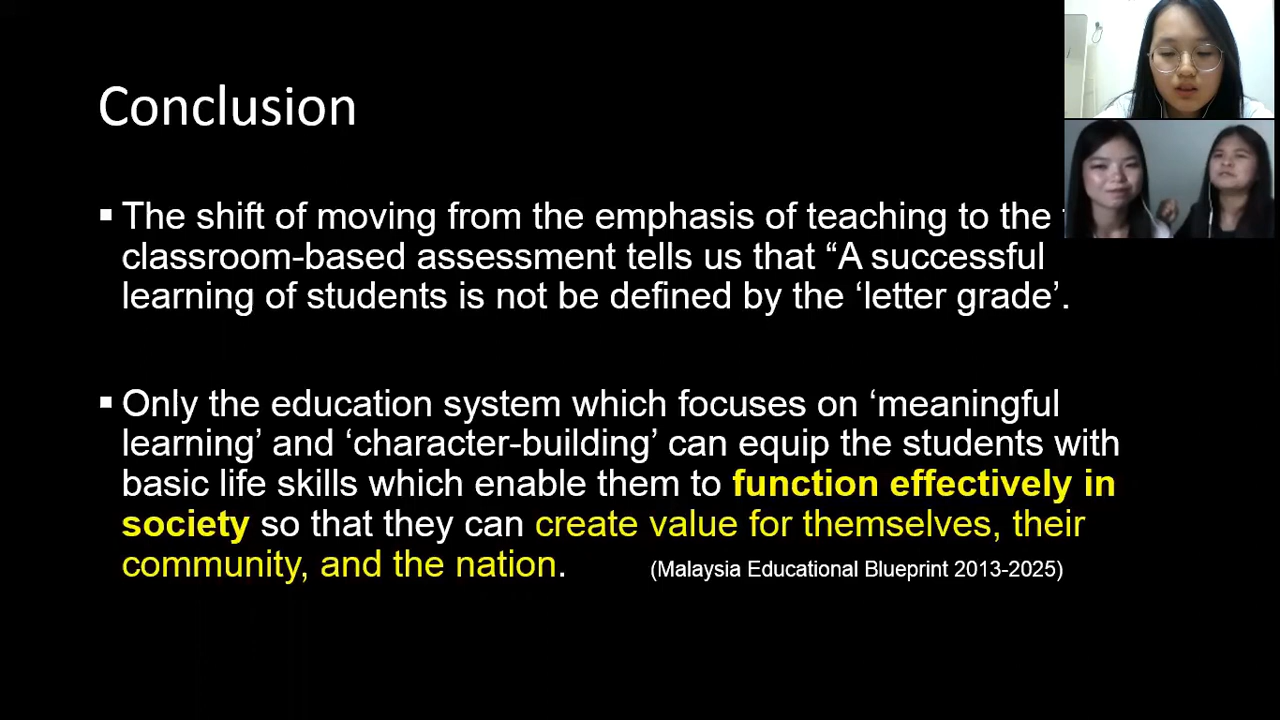 Conclusion
▪ The shift of moving from the emphasis of teaching to the
classroom-based assessment tells us that “A successful
learning of students is not be defined by the ‘letter grade’.
▪ Only the education system which focuses on ‘meaningful
learning’ and ‘character-building’ can equip the students with
basic life skills which enable them to function effectively in
society so that they can create value for themselves, their
community, and the nation. (Malaysia Educational Blueprint 2013-2025)